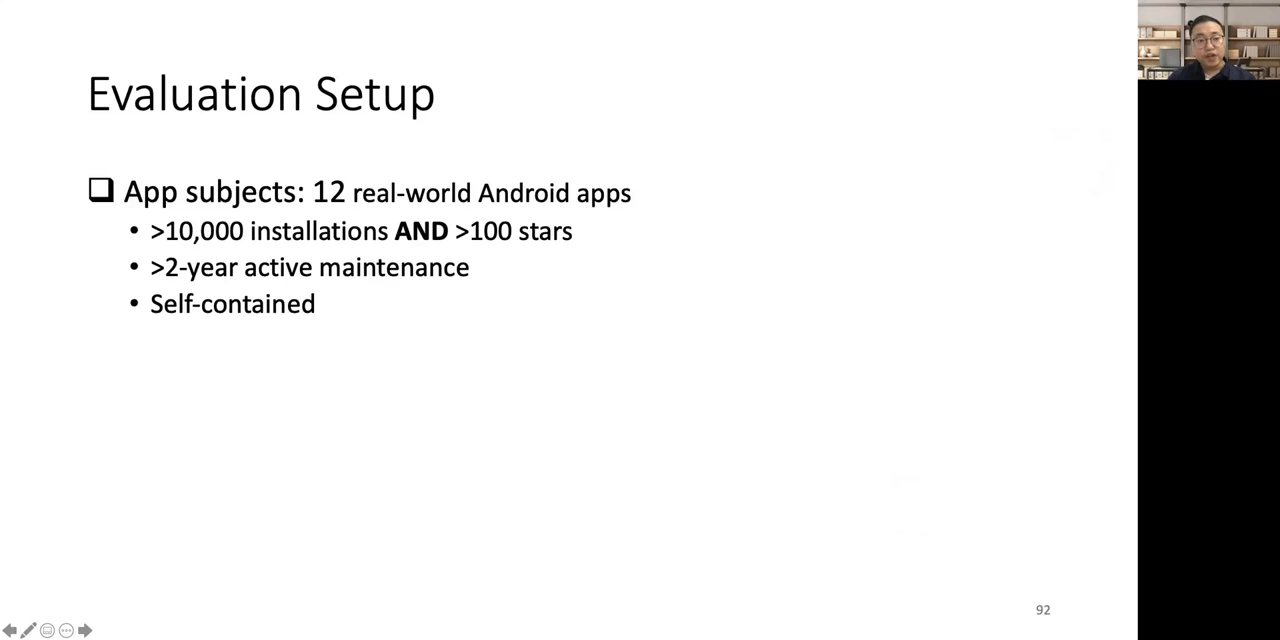 Evaluation Setup
App subjects: 12 real-world Android apps
• >10,000 installations AND >100 stars
• >2-year active maintenance
• Self-contained
92